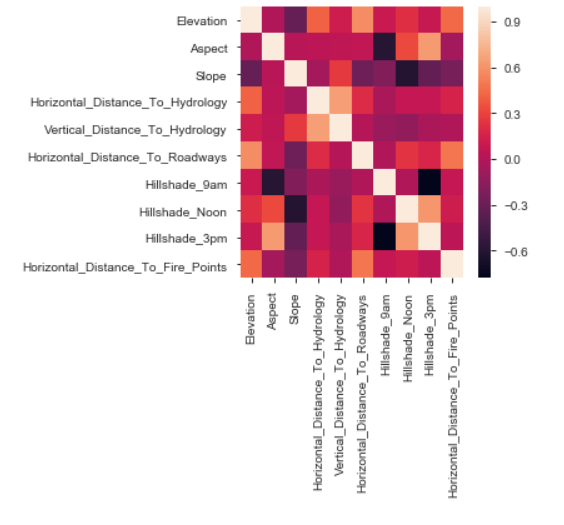 Elevation
Aspect
Slope
Horizontal_Distance_To_Hydrology
Vertical_Distance_To_Hydrology
Horizontal_Distance_To_Roadways
Hillshade_9am
Hillshade_Noon
Hillshade_3pm
Horizontal_Distance_To_Fire_Points
0.9
0.6
0.3
0.0
−0.3
−0.6
Elevation
Aspect
Slope
Horizontal_Distance_To_Hydrology
Vertical_Distance_To_Hydrology
Horizontal_Distance_To_Roadways
Hillshade_9am
Hillshade_Noon
Hillshade_3pm
Horizontal_Distance_To_Fire_Points